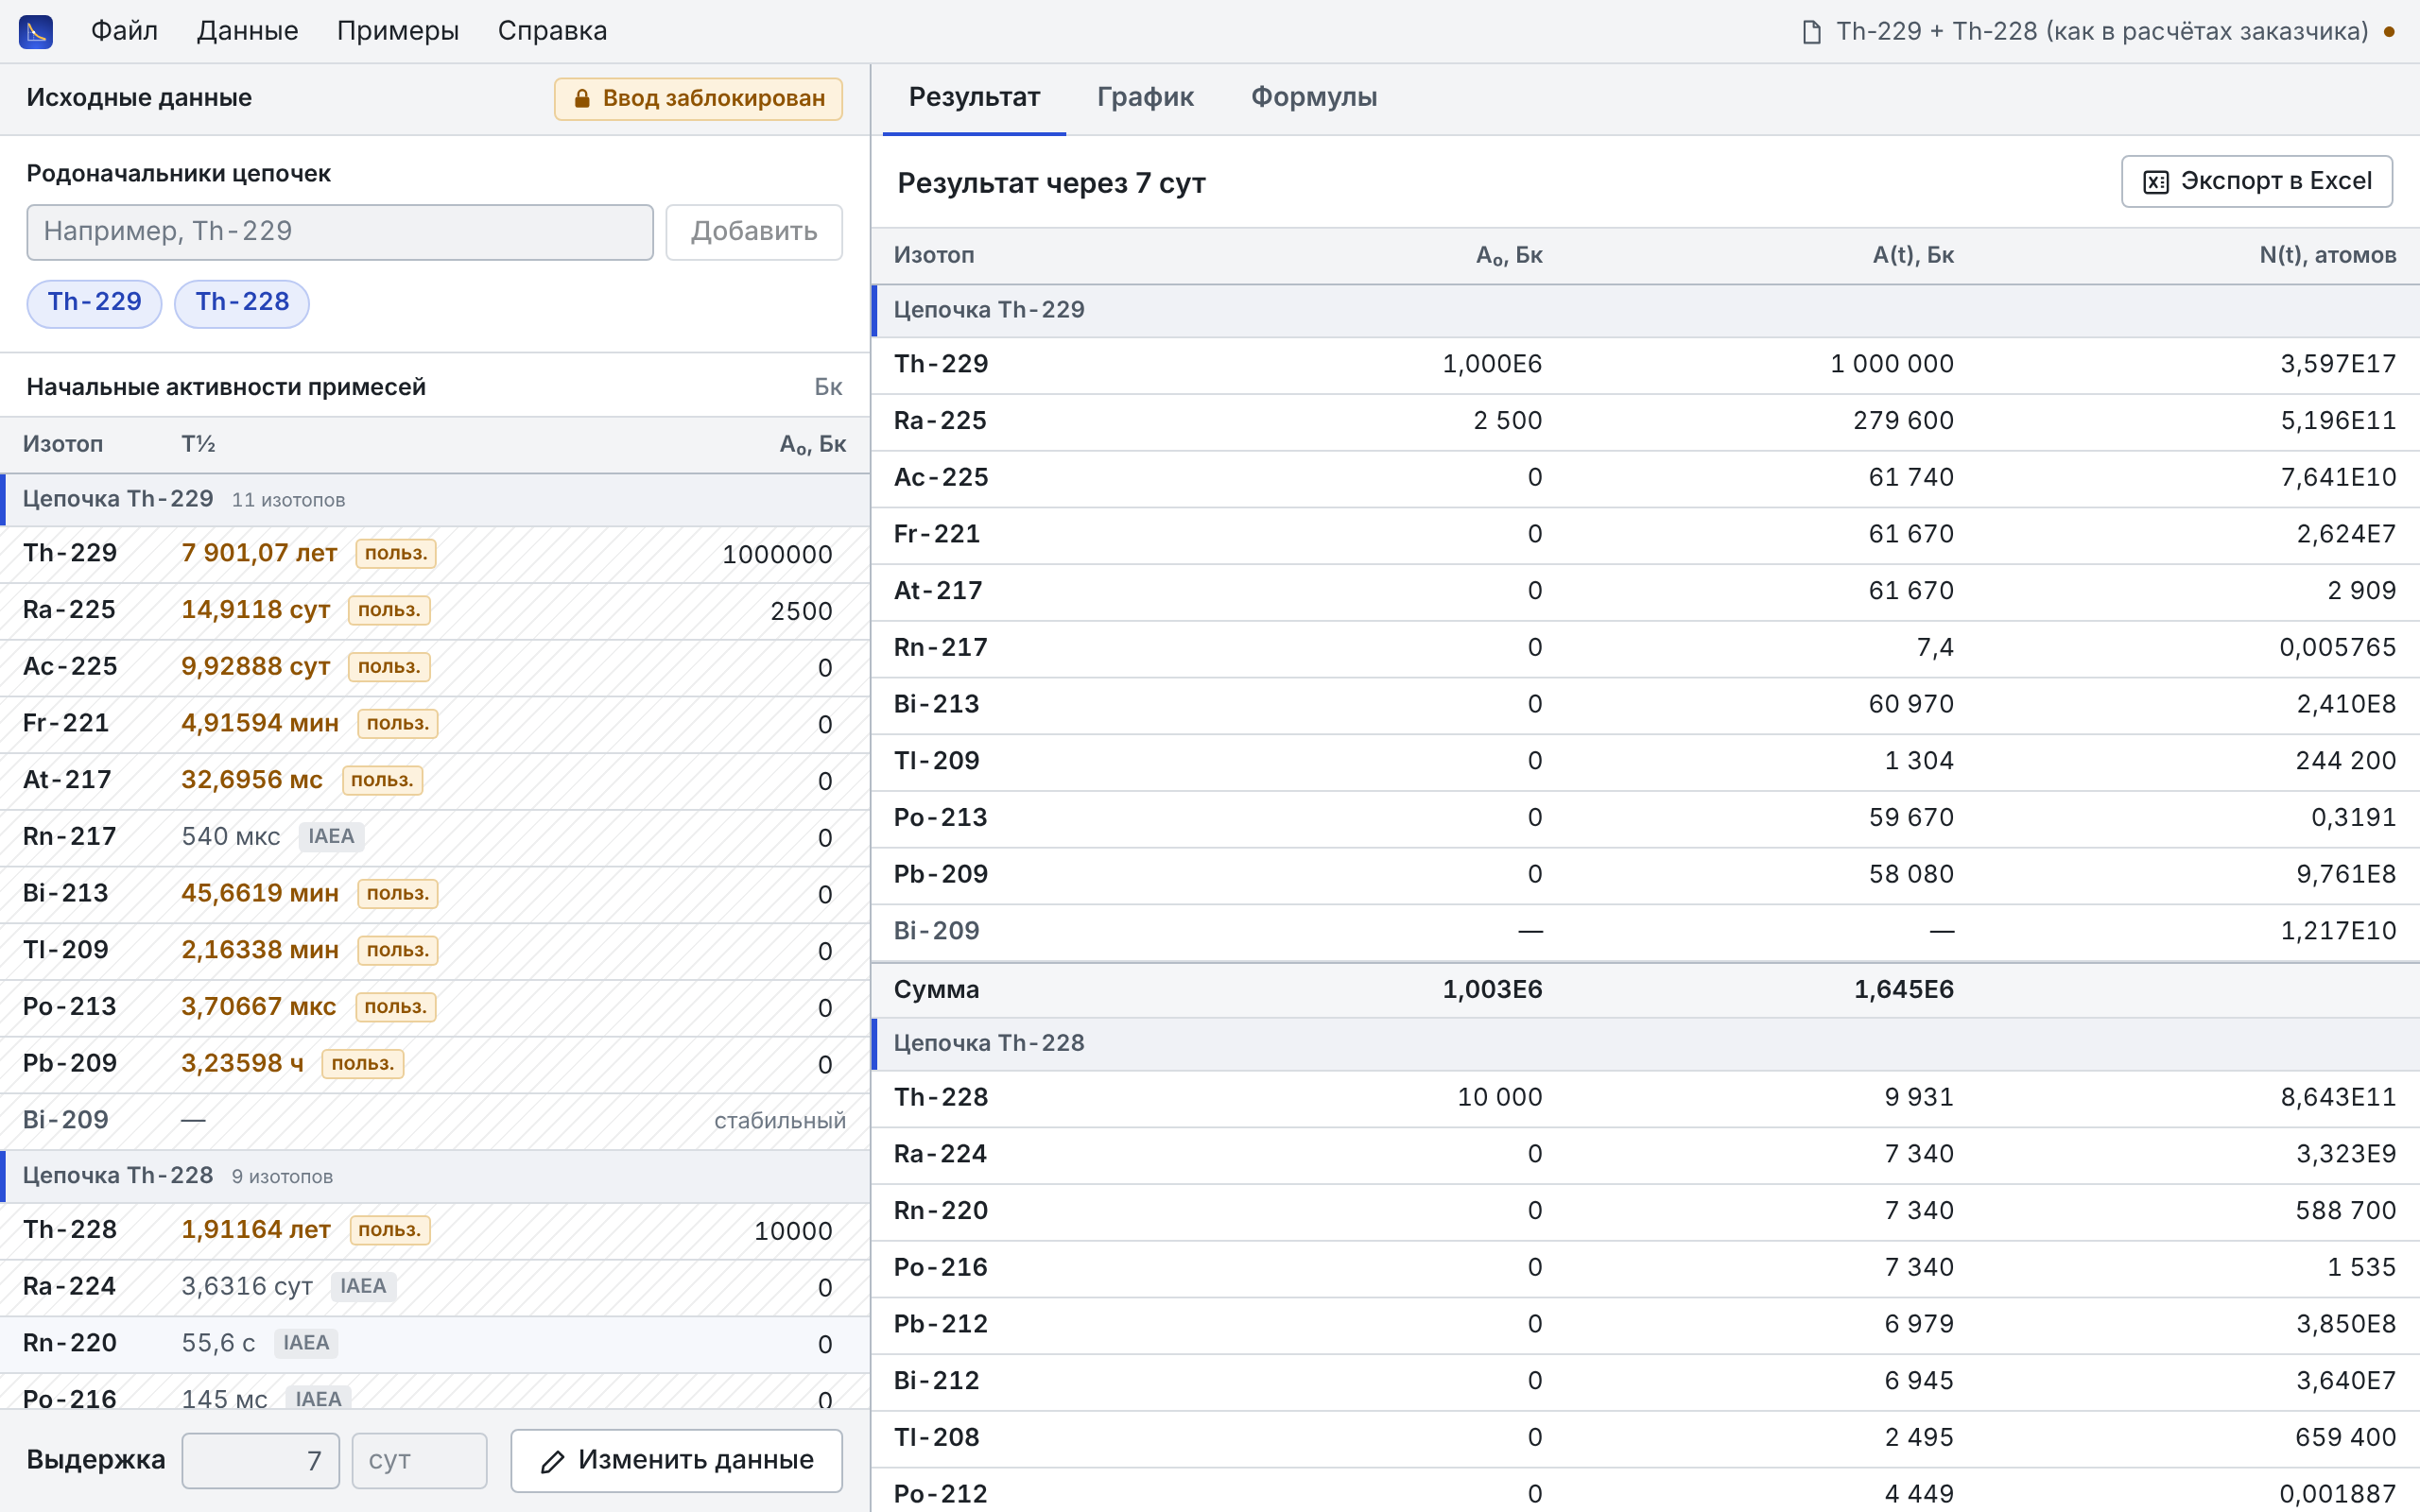 Файл Данные Примеры Справка Th-229 + Th-228 (как в расчётах заказчика)
Исходные данные Ввод заблокирован
Родоначальники цепочек
Например, Th-229 Добавить
Th-229 Th-228
Начальные активности примесей Бк
Изотоп T½ A₀, Бк
Цепочка Th-229 11 изотопов
Th-229 7 901,07 лет польз. 1000000
Ra-225 14,9118 сут польз. 2500
Ac-225 9,92888 сут польз. 0
Fr-221 4,91594 мин польз. 0
At-217 32,6956 мс польз. 0
Rn-217 540 мкс IAEA 0
Bi-213 45,6619 мин польз. 0
Tl-209 2,16338 мин польз. 0
Po-213 3,70667 мкс польз. 0
Pb-209 3,23598 ч польз. 0
Bi-209 — стабильный
Цепочка Th-228 9 изотопов
Th-228 1,91164 лет польз. 10000
Ra-224 3,6316 сут IAEA 0
Rn-220 55,6 с IAEA 0
Po-216 145 мс IAEA 0
Выдержка 7 сут Изменить данные
Результат График Формулы
Результат через 7 сут Экспорт в Excel
Изотоп A₀, Бк A(t), Бк N(t), атомов
Цепочка Th-229
Th-229 1,000E6 1 000 000 3,597E17
Ra-225 2 500 279 600 5,196E11
Ac-225 0 61 740 7,641E10
Fr-221 0 61 670 2,624E7
At-217 0 61 670 2 909
Rn-217 0 7,4 0,005765
Bi-213 0 60 970 2,410E8
Tl-209 0 1 304 244 200
Po-213 0 59 670 0,3191
Pb-209 0 58 080 9,761E8
Bi-209 — — 1,217E10
Сумма 1,003E6 1,645E6
Цепочка Th-228
Th-228 10 000 9 931 8,643E11
Ra-224 0 7 340 3,323E9
Rn-220 0 7 340 588 700
Po-216 0 7 340 1 535
Pb-212 0 6 979 3,850E8
Bi-212 0 6 945 3,640E7
Tl-208 0 2 495 659 400
Po-212 0 4 449 0,001887